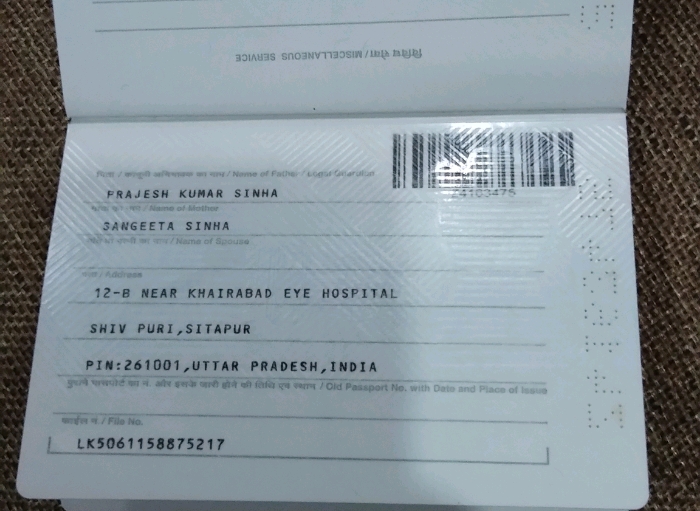 विविध सेवा / MISCELLANEOUS SERVICE
पिता / कानूनी अभिभावक का नाम / Name of Father / Legal Guardian
PRAJESH KUMAR SINHA
माता का नाम / Name of Mother
SANGEETA SINHA
पति या पत्नी का नाम / Name of Spouse
पता / Address
12-B NEAR KHAIRABAD EYE HOSPITAL
SHIV PURI,SITAPUR
PIN:261001,UTTAR PRADESH,INDIA
पुराने पासपोर्ट का नं. और इसके जारी होने की तिथि एवं स्थान / Old Passport No. with Date and Place of Issue
फाईल नं. / File No.
LK5061158875217